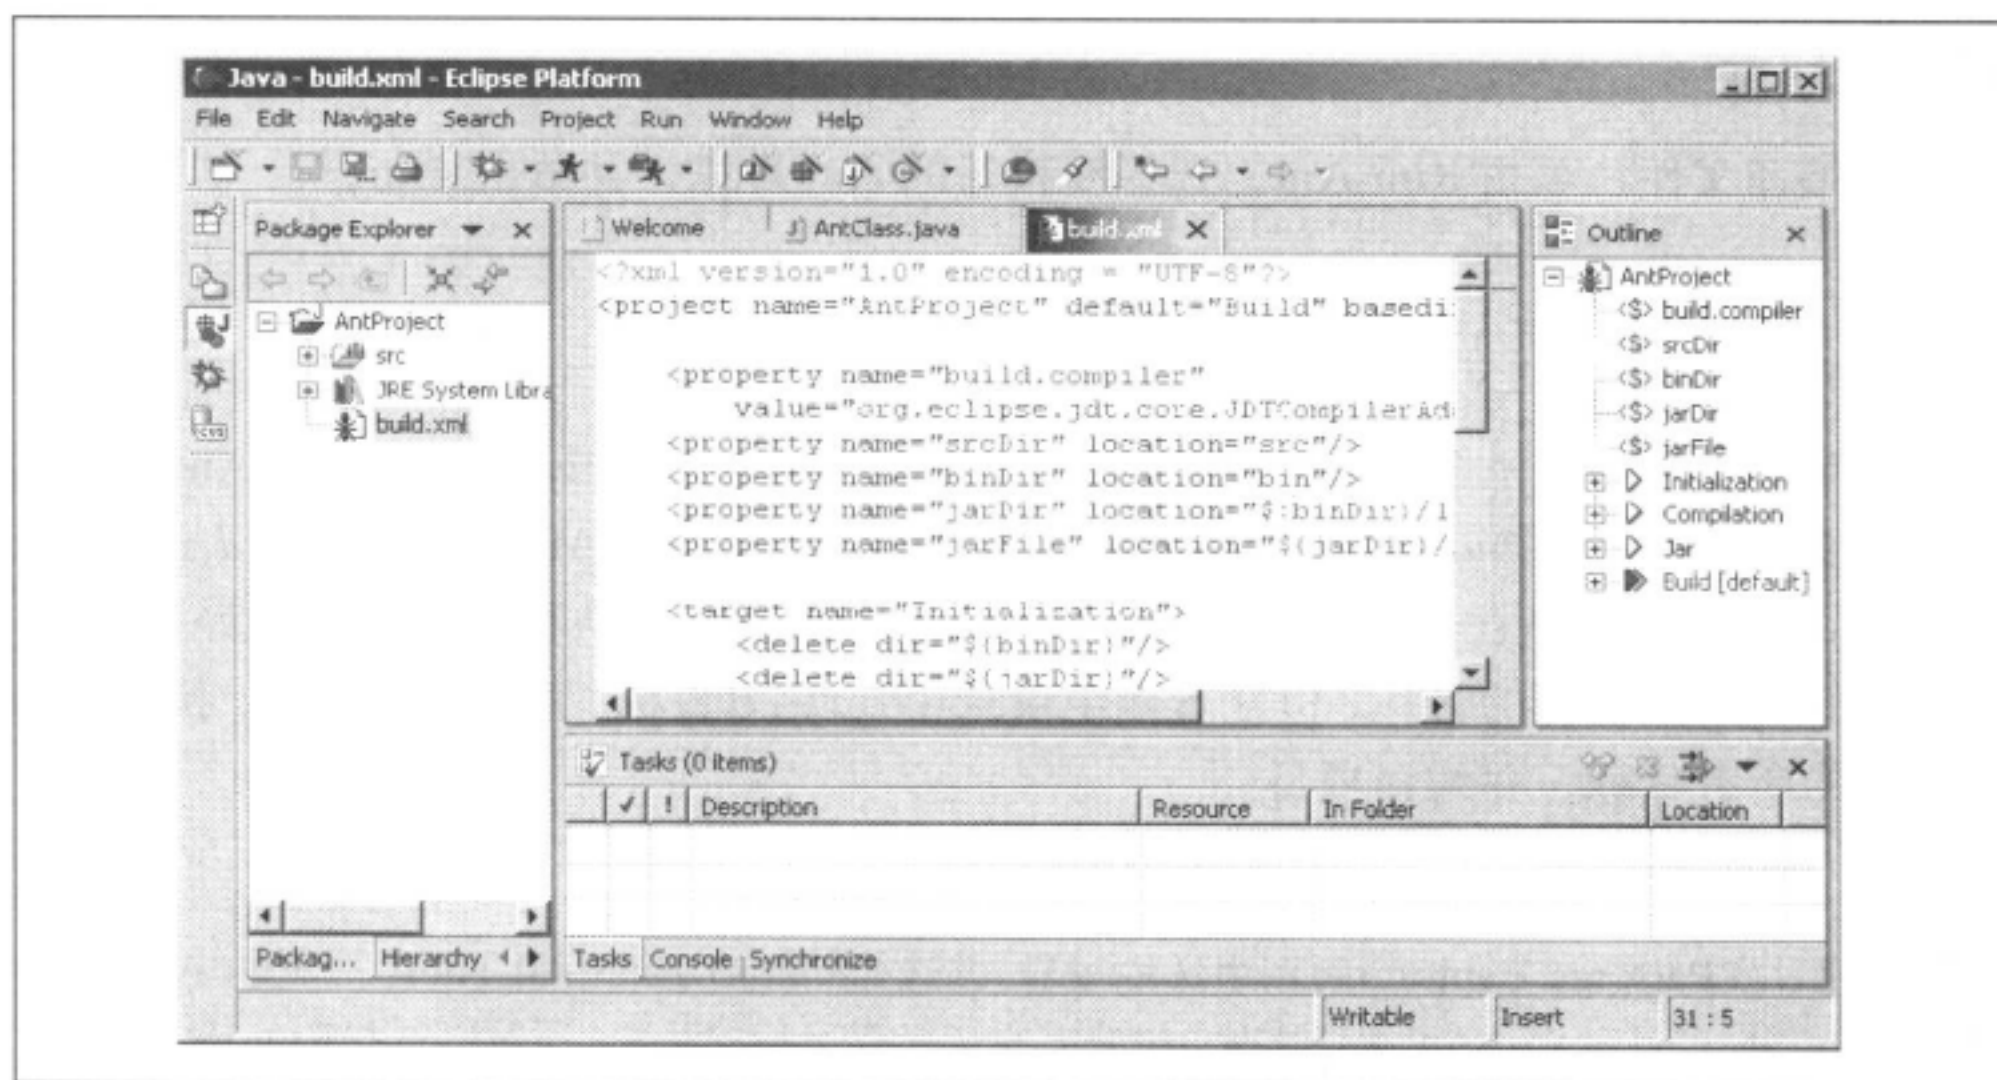 Java - build.xml - Eclipse Platform
File Edit Navigate Search Project Run Window Help
Package Explorer
AntProject
src
JRE System Libra
build.xml
Packag... Hierarchy
Welcome AntClass.java build.xml
<?xml version="1.0" encoding = "UTF-8"?>
<project name="AntProject" default="Build" basedi
<property name="build.compiler"
value="org.eclipse.jdt.core.JDTCompilerAd
<property name="srcDir" location="src"/>
<property name="binDir" location="bin"/>
<property name="jarDir" location="${binDir}/l
<property name="jarFile" location="${jarDir}/
<target name="Initialization">
<delete dir="${binDir}"/>
<delete dir="${jarDir}"/>
Outline
AntProject
build.compiler
srcDir
binDir
jarDir
jarFile
Initialization
Compilation
Jar
Build [default]
Tasks (0 items)
! Description Resource In Folder Location
Tasks Console Synchronize
Writable Insert 31 : 5